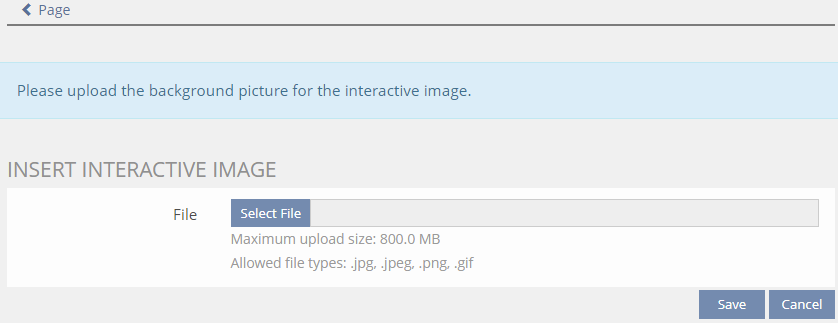 Page
Please upload the background picture for the interactive image.
INSERT INTERACTIVE IMAGE
File
Select File
Maximum upload size: 800.0 MB
Allowed file types: .jpg, .jpeg, .png, .gif
Save
Cancel